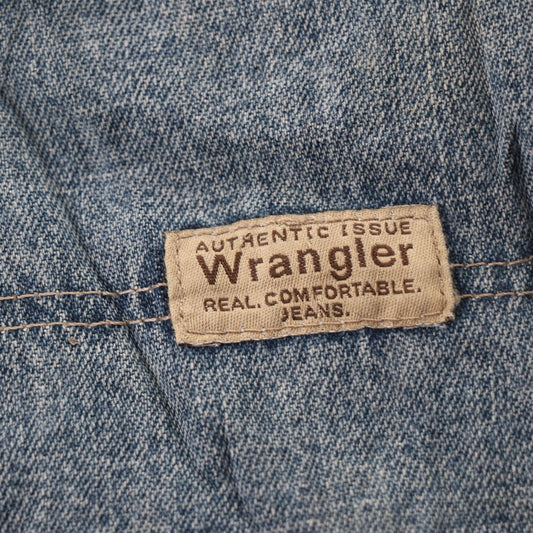 AUTHENTIC ISSUE
Wrangler
REAL. COMFORTABLE.
JEANS.